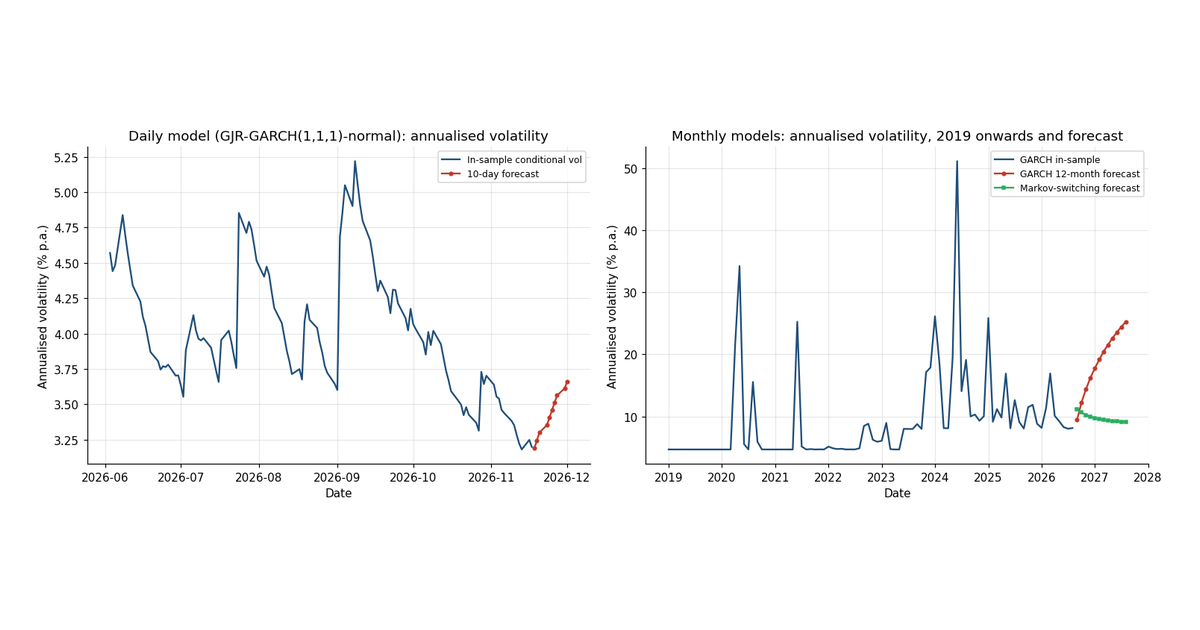 Daily model (GJR-GARCH(1,1,1)-normal): annualised volatility
Annualised volatility (% p.a.)
5.25
5.00
4.75
4.50
4.25
4.00
3.75
3.50
3.25
In-sample conditional vol
10-day forecast
2026-06
2026-07
2026-08
2026-09
2026-10
2026-11
2026-12
Date
Monthly models: annualised volatility, 2019 onwards and forecast
Annualised volatility (% p.a.)
50
40
30
20
10
GARCH in-sample
GARCH 12-month forecast
Markov-switching forecast
2019
2020
2021
2022
2023
2024
2025
2026
2027
2028
Date